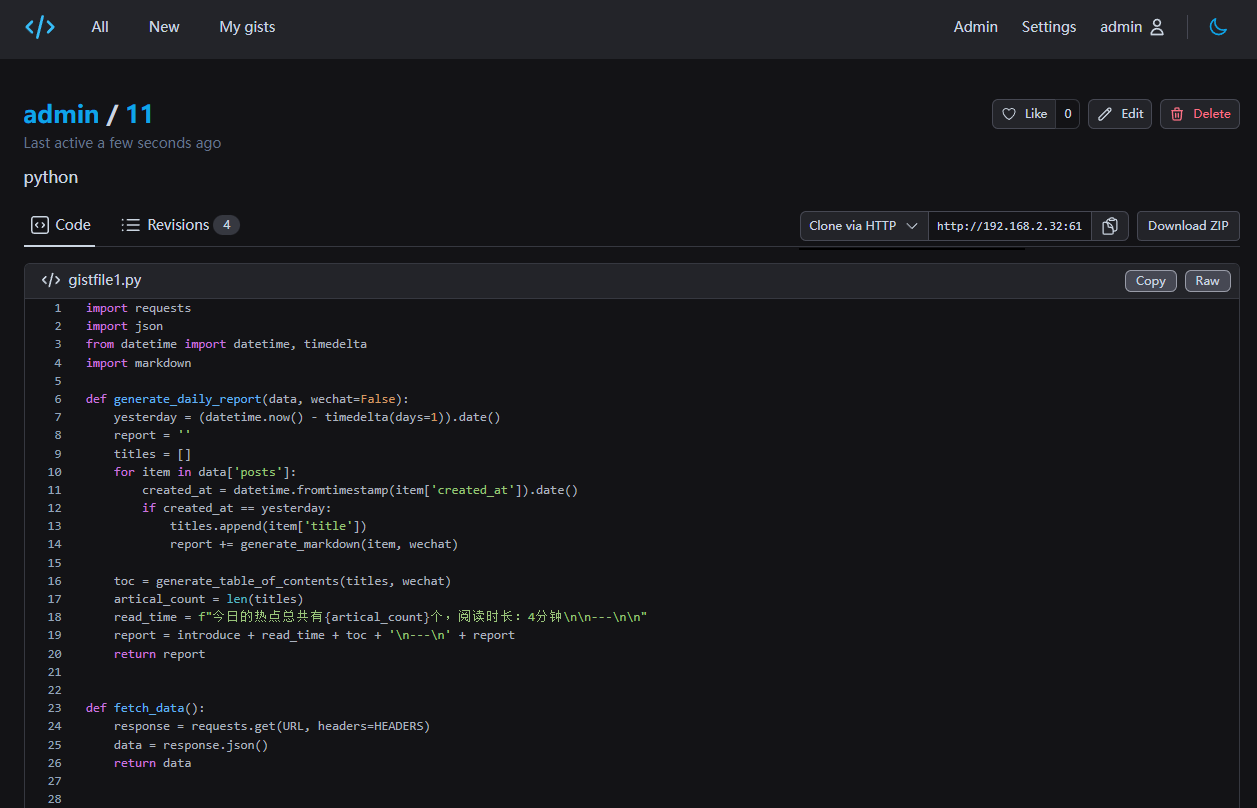 All New My gists Admin Settings admin
admin / 11
Like 0 Edit Delete
Last active a few seconds ago
python
Code Revisions 4 Clone via HTTP http://192.168.2.32:61 Download ZIP
</> gistfile1.py Copy Raw
1 import requests
2 import json
3 from datetime import datetime, timedelta
4 import markdown
5
6 def generate_daily_report(data, wechat=False):
7 yesterday = (datetime.now() - timedelta(days=1)).date()
8 report = ''
9 titles = []
10 for item in data['posts']:
11 created_at = datetime.fromtimestamp(item['created_at']).date()
12 if created_at == yesterday:
13 titles.append(item['title'])
14 report += generate_markdown(item, wechat)
15
16 toc = generate_table_of_contents(titles, wechat)
17 artical_count = len(titles)
18 read_time = f"今日的热点总共有{artical_count}个，阅读时长：4分钟\n\n---\n\n"
19 report = introduce + read_time + toc + '\n---\n' + report
20 return report
21
22
23 def fetch_data():
24 response = requests.get(URL, headers=HEADERS)
25 data = response.json()
26 return data
27
28